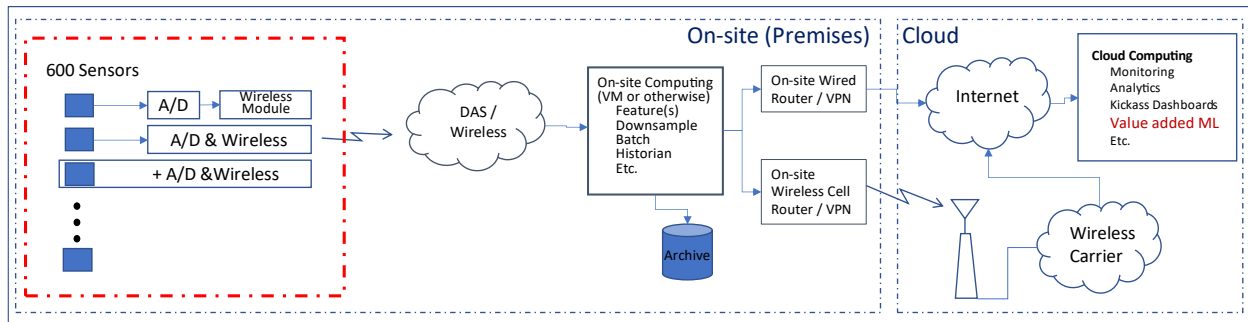 On-site (Premises)
Cloud
600 Sensors
A/D
Wireless
Module
A/D & Wireless
+ A/D &Wireless
DAS /
Wireless
On-site Computing
(VM or otherwise)
Feature(s)
Downsample
Batch
Historian
Etc.
Archive
On-site Wired
Router / VPN
On-site
Wireless Cell
Router / VPN
Internet
Wireless
Carrier
Cloud Computing
Monitoring
Analytics
Kickass Dashboards
Value added ML
Etc.